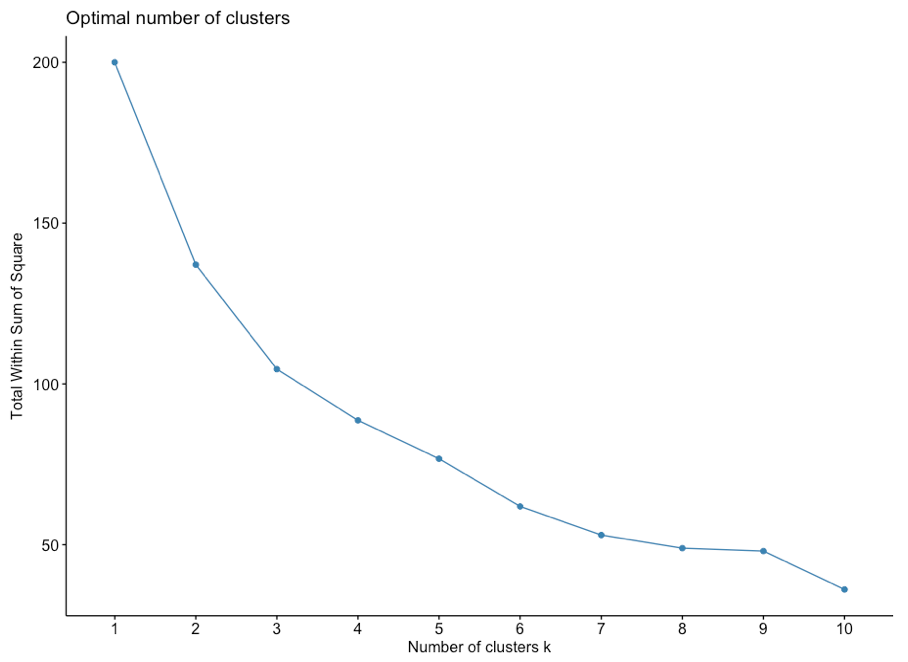 Optimal number of clusters
Total Within Sum of Square
200
150
100
50
1 2 3 4 5 6 7 8 9 10
Number of clusters k